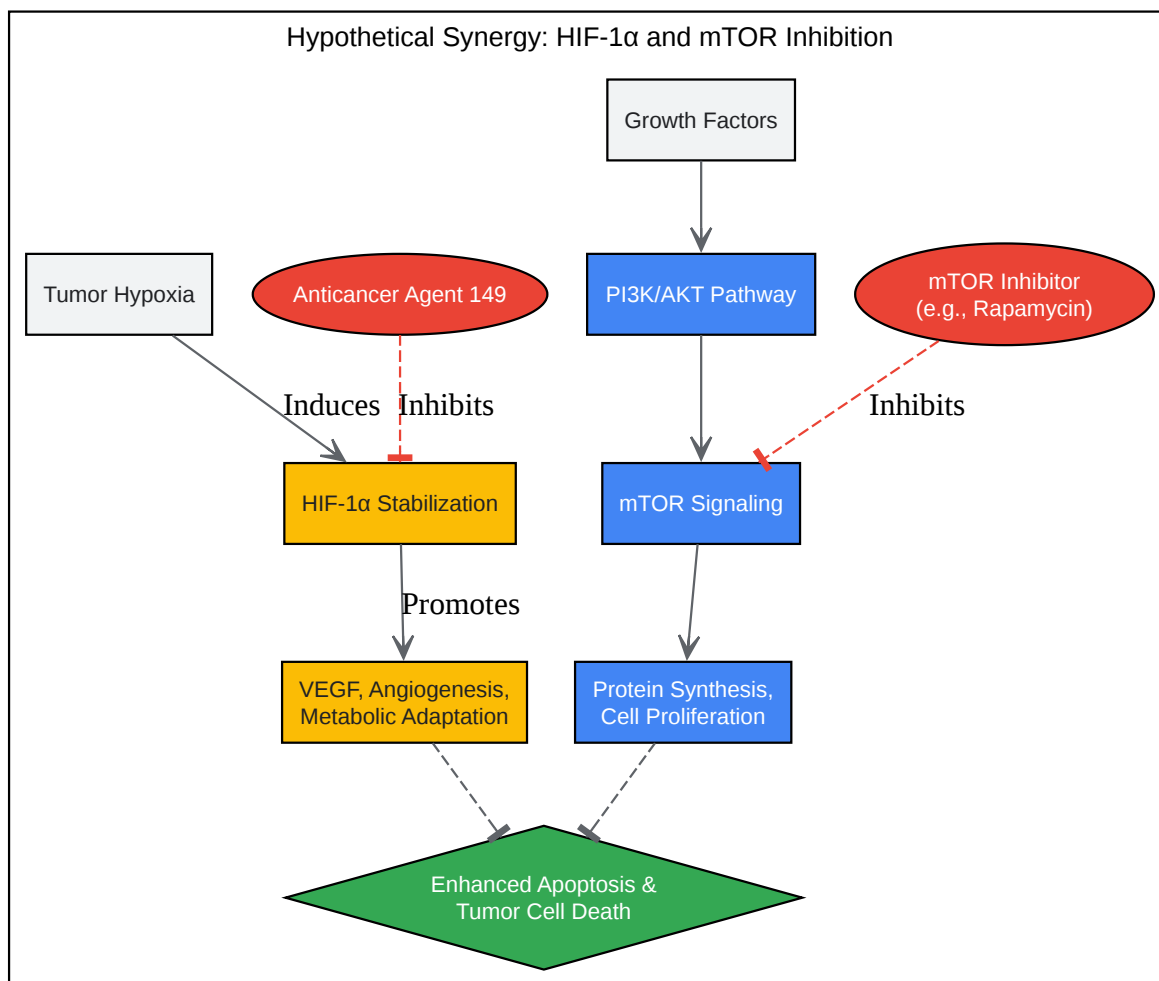 Hypothetical Synergy: HIF-1α and mTOR Inhibition
Growth Factors
Tumor Hypoxia
Anticancer Agent 149
PI3K/AKT Pathway
mTOR Inhibitor
(e.g., Rapamycin)
Induces
Inhibits
Inhibits
HIF-1α Stabilization
mTOR Signaling
Promotes
VEGF, Angiogenesis,
Metabolic Adaptation
Protein Synthesis,
Cell Proliferation
Enhanced Apoptosis &
Tumor Cell Death